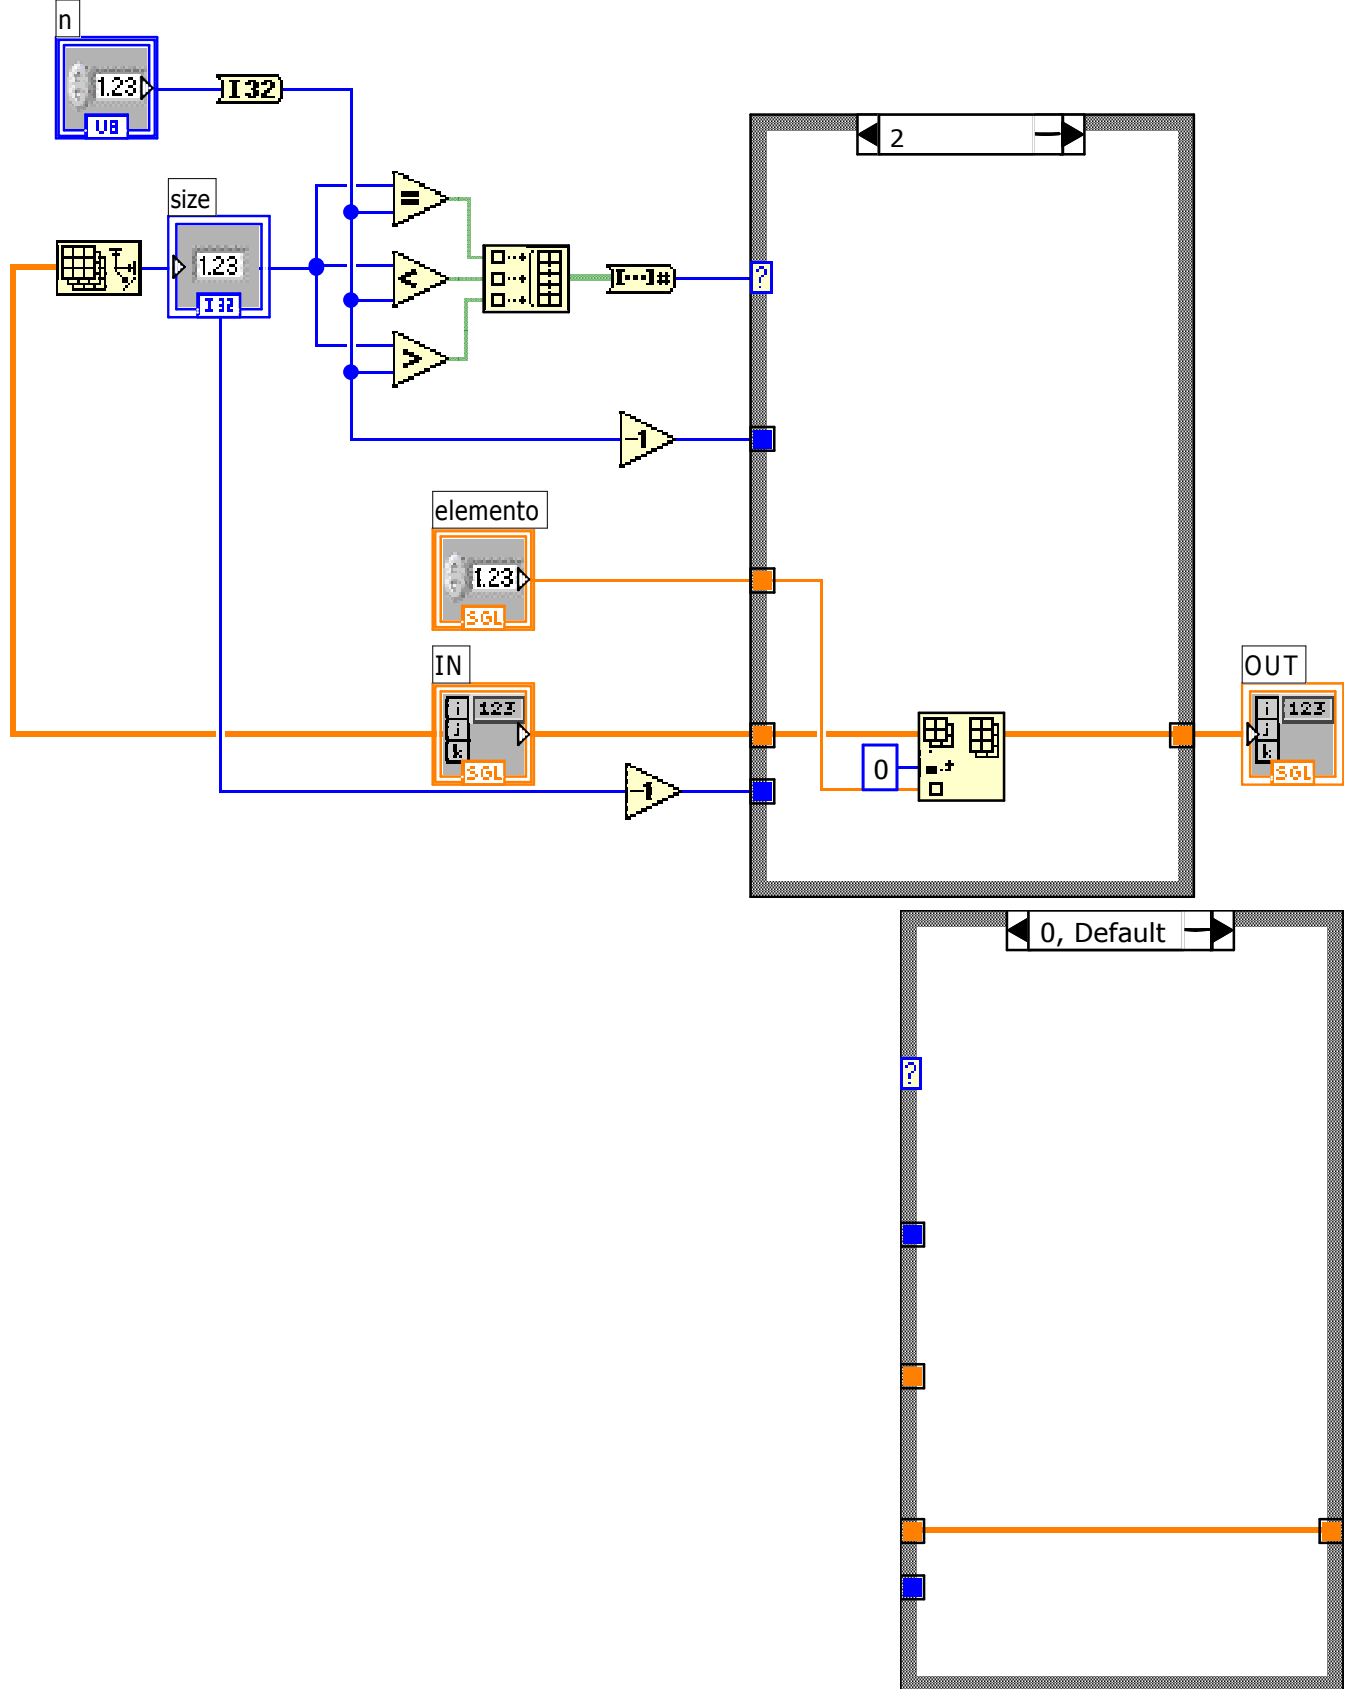 n
1.23
U8
I32
size
1.23
I32
=
<
>
[...]#
?
2
-1
elemento
1.23
SGL
IN
i
123
j
k
SGL
-1
0
OUT
i
123
j
k
SGL
0, Default
?